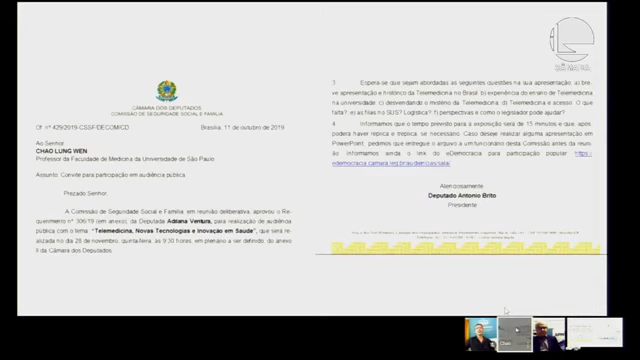 CÂMARA DOS DEPUTADOS
COMISSÃO DE SEGURIDADE SOCIAL E FAMÍLIA
Of. nº 429/2019-CSSF/DECOM/CD Brasília, 11 de outubro de 2019.
Ao Senhor
CHAO LUNG WEN
Professor da Faculdade de Medicina da Universidade de São Paulo
Assunto: Convite para participação em audiência pública.
Prezado Senhor,
A Comissão de Seguridade Social e Família, em reunião deliberativa, aprovou o Re-
querimento nº 306/19 (em anexo), da Deputada Adriana Ventura, para realização de audiência
pública com o tema: "Telemedicina, Novas Tecnologias e Inovação em Saúde", que será
realizada no dia 28 de novembro, quinta-feira, às 9:30 horas, em plenário a ser definido, do anexo
II da Câmara dos Deputados.
3 Espera-se que sejam abordadas as seguintes questões na sua apresentação: a) bre-
ve apresentação e histórico da Telemedicina no Brasil; b) experiência do ensino de Telemedicina
na universidade; c) desvendando o mistério da Telemedicina; d) Telemedicina e acesso: O que
falta?; e) as filas no SUS? Logística?; f) perspectivas e como o legislador pode ajudar?
4 Informamos que o tempo previsto para a exposição será de 15 minutos e que, após,
poderá haver réplica e tréplica, se necessário. Caso deseje realizar alguma apresentação em
PowerPoint, pedimos que entregue o arquivo a um funcionário desta Comissão antes da reuni-
ão. Informamos ainda o link do eDemocracia para participação popular: https:-
edemocracia.camara.leg.br/audiencias/sala/
Atenciosamente
Deputado Antonio Brito
Presidente
Chao